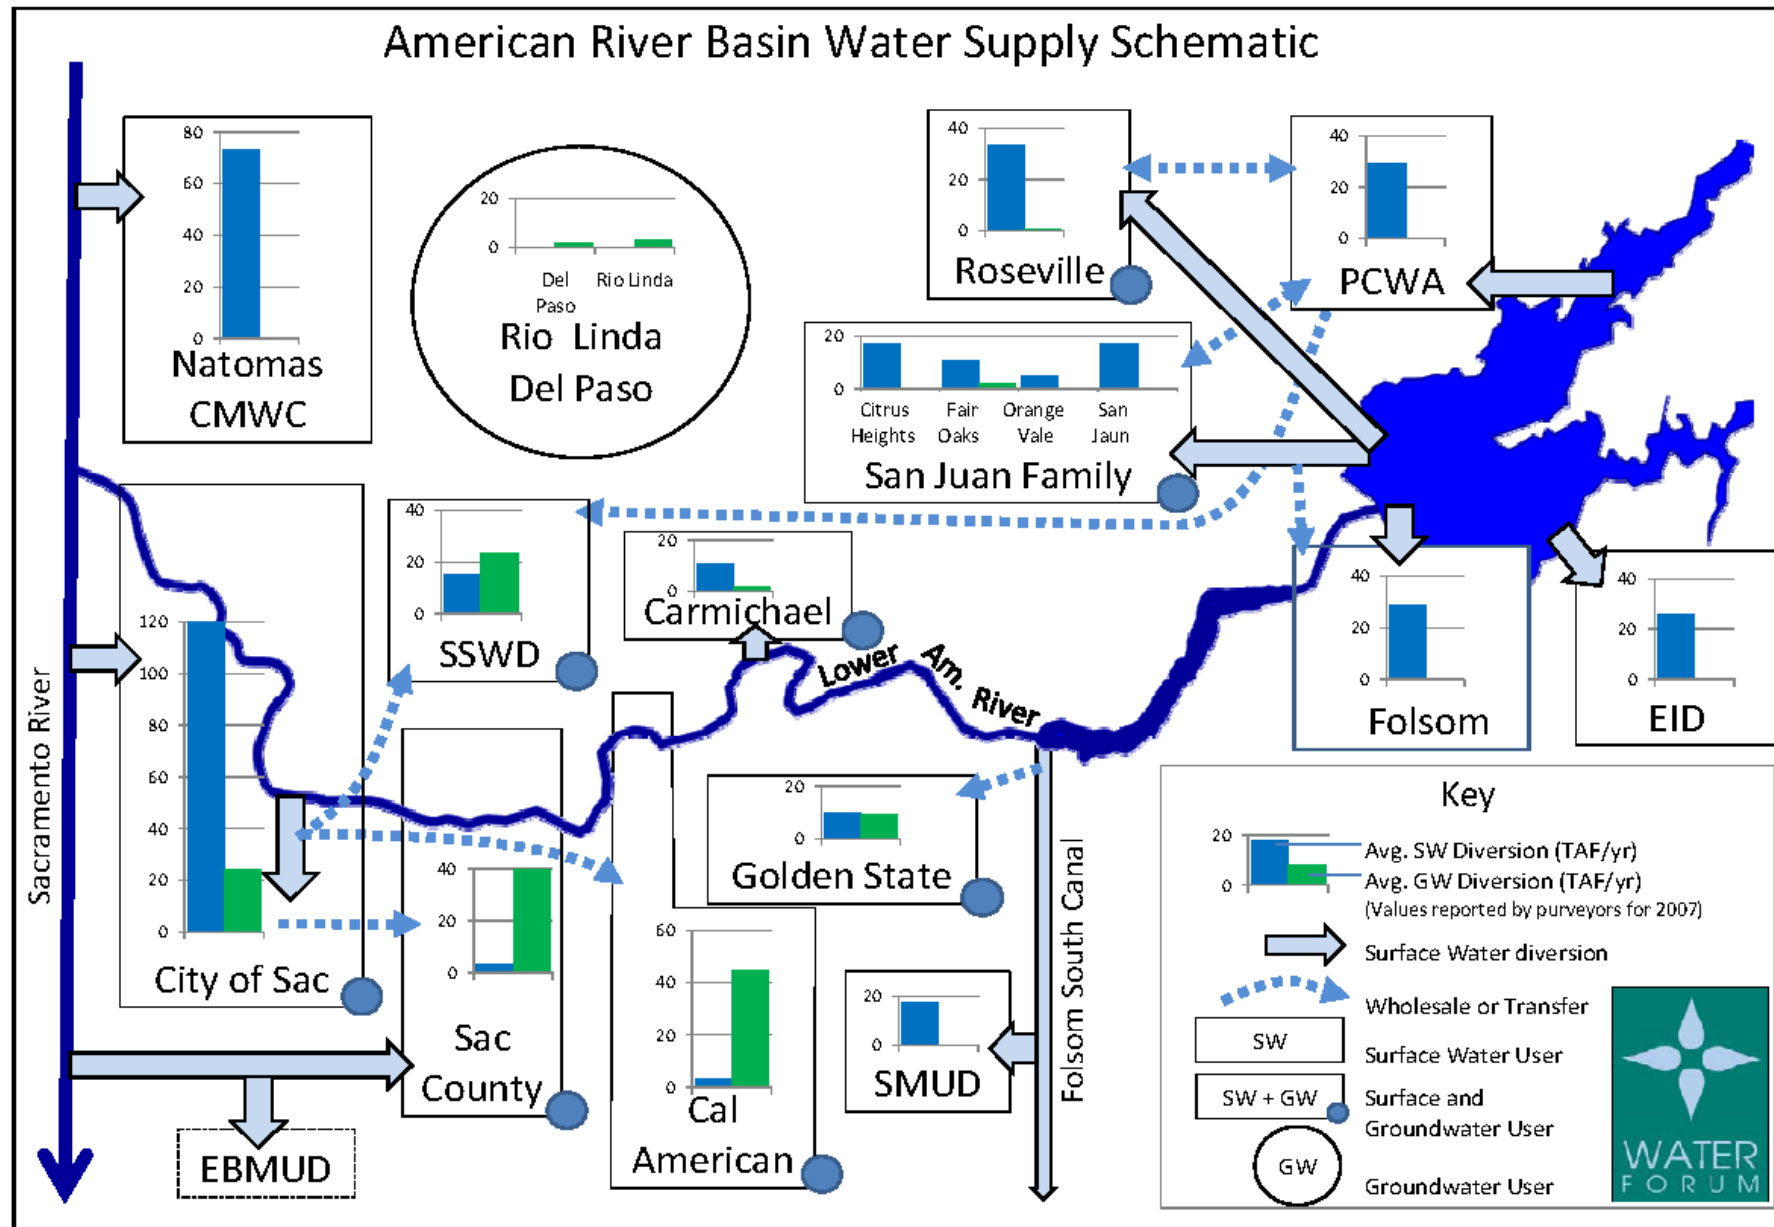 American River Basin Water Supply Schematic
80
60
40
20
0
Natomas
CMWC
20
0
Del
Paso
Rio Linda
Rio Linda
Del Paso
40
20
0
Roseville
40
20
0
PCWA
20
0
Citrus
Heights
Fair
Oaks
Orange
Vale
San
Jaun
San Juan Family
120
100
80
60
40
20
0
City of Sac
40
20
0
SSWD
20
0
Carmichael
Lower Am. River
40
20
0
Folsom
40
20
0
EID
Sacramento River
40
20
0
Sac
County
60
40
20
0
Cal
American
20
0
Golden State
20
0
SMUD
Folsom South Canal
EBMUD
Key
20
0
Avg. SW Diversion (TAF/yr)
Avg. GW Diversion (TAF/yr)
(Values reported by purveyors for 2007)
Surface Water diversion
Wholesale or Transfer
SW
Surface Water User
SW + GW
Surface and
Groundwater User
GW
Groundwater User
WATER
FORUM